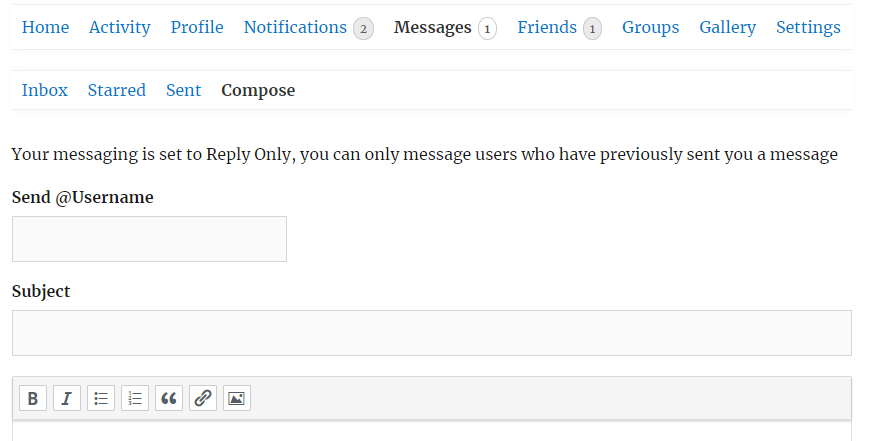 Home Activity Profile Notifications 2 Messages 1 Friends 1 Groups Gallery Settings
Inbox Starred Sent Compose
Your messaging is set to Reply Only, you can only message users who have previously sent you a message
Send @Username
Subject
B I